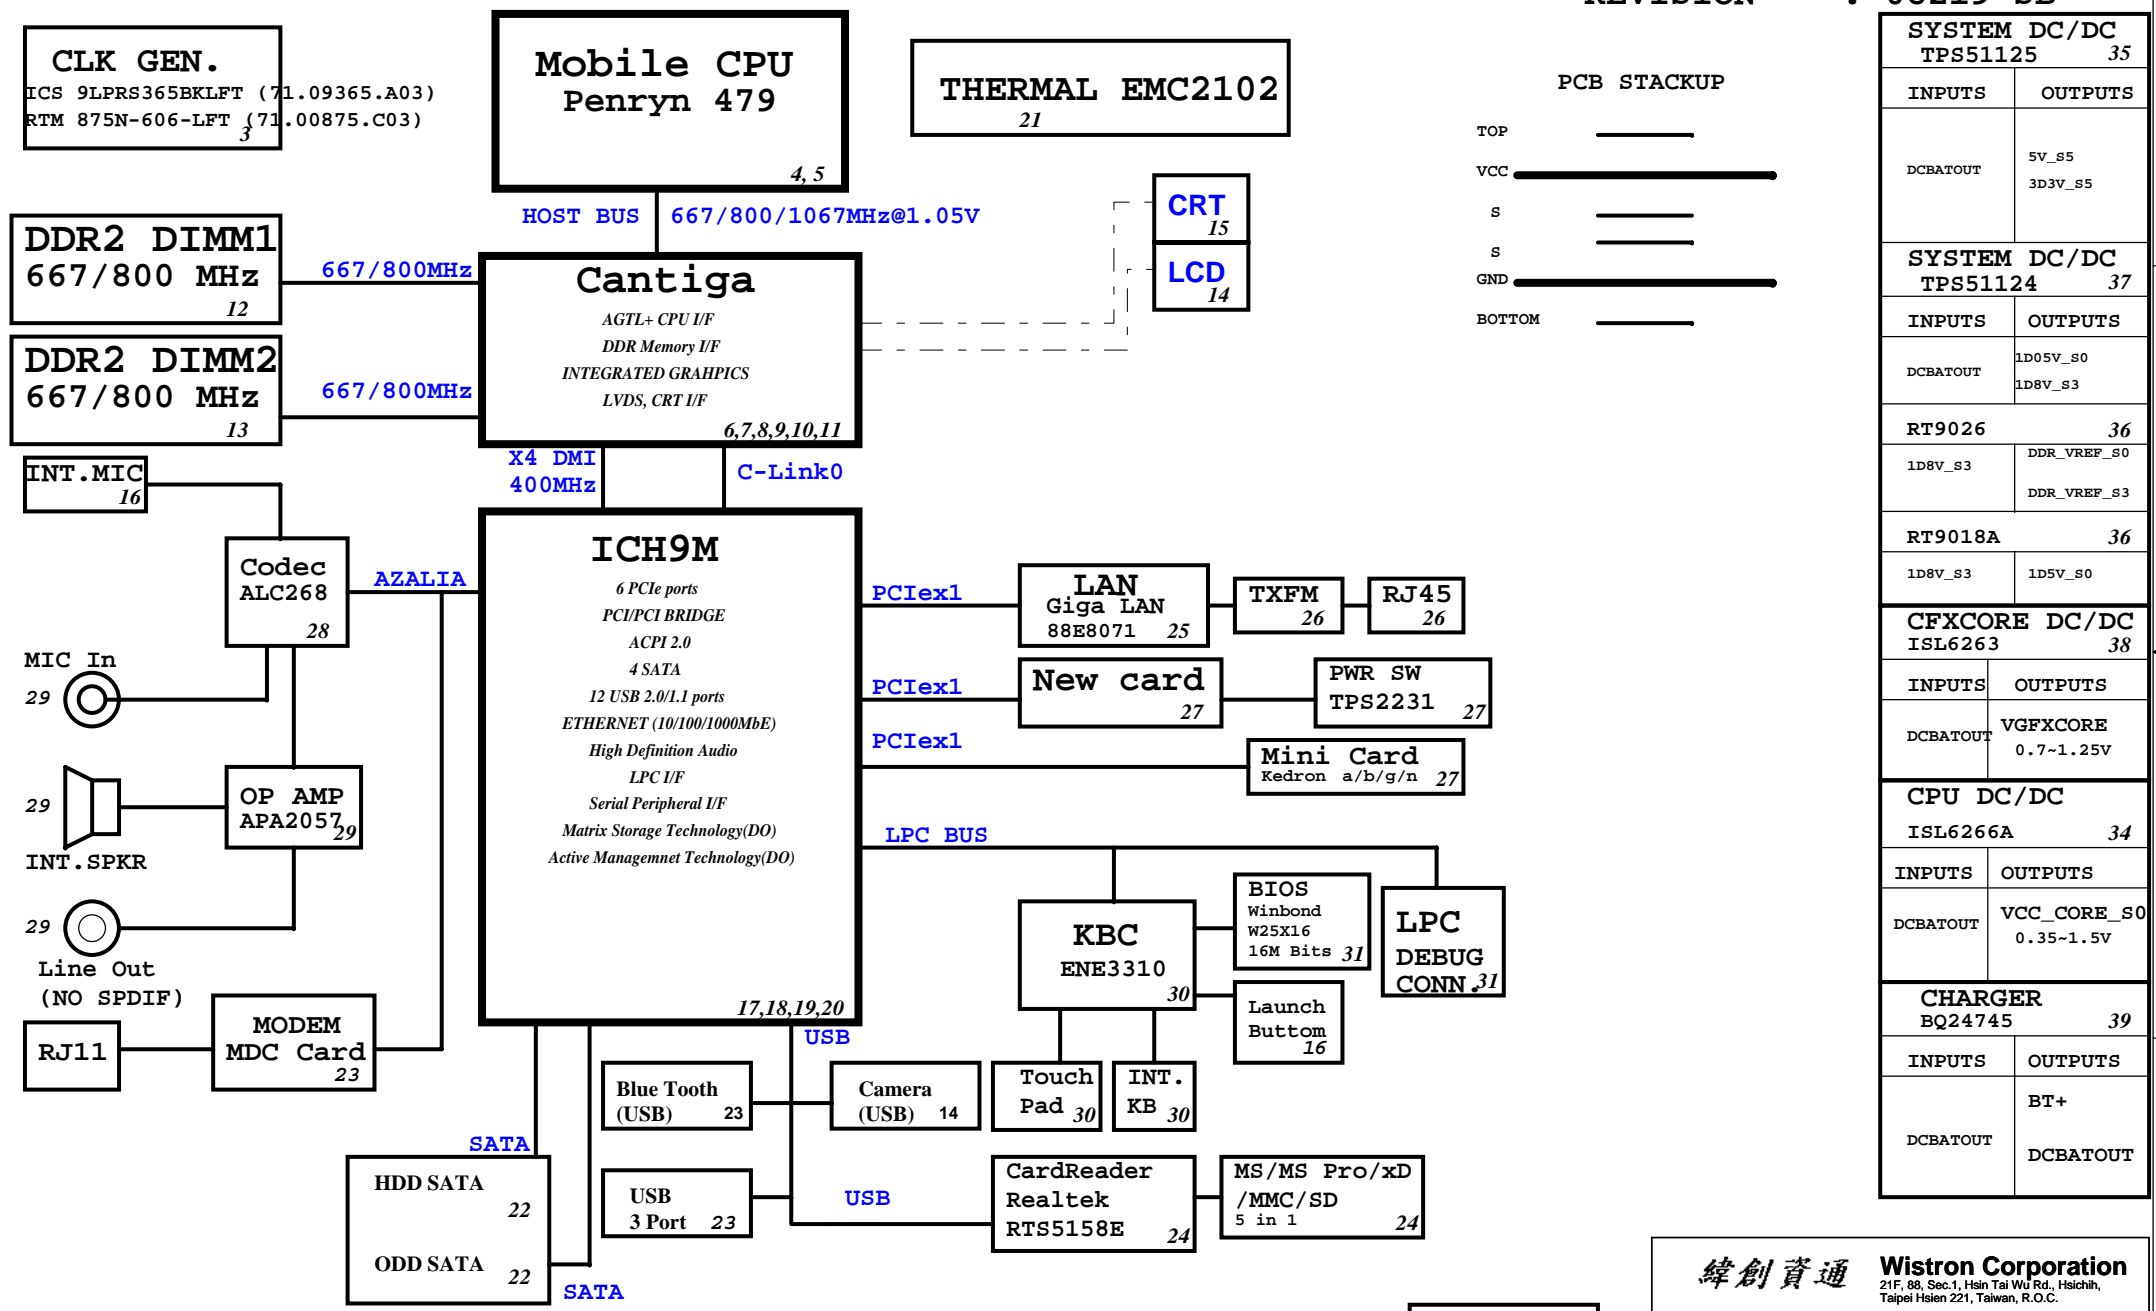 REVISION : 08219-SB
CLK GEN.
ICS 9LPRS365BKLFT (71.09365.A03)
RTM 875N-606-LFT (71.00875.C03)
3
Mobile CPU
Penryn 479
4, 5
THERMAL EMC2102
21
HOST BUS
667/800/1067MHz@1.05V
CRT
15
LCD
14
PCB STACKUP
TOP
VCC
S
S
GND
BOTTOM
DDR2 DIMM1
667/800 MHz
12
667/800MHz
DDR2 DIMM2
667/800 MHz
13
667/800MHz
Cantiga
AGTL+ CPU I/F
DDR Memory I/F
INTEGRATED GRAHPICS
LVDS, CRT I/F
6,7,8,9,10,11
X4 DMI
400MHz
C-Link0
INT.MIC
16
Codec
ALC268
28
AZALIA
MIC In
29
OP AMP
APA2057
29
29
INT.SPKR
29
Line Out
(NO SPDIF)
RJ11
MODEM
MDC Card
23
ICH9M
6 PCIe ports
PCI/PCI BRIDGE
ACPI 2.0
4 SATA
12 USB 2.0/1.1 ports
ETHERNET (10/100/1000MbE)
High Definition Audio
LPC I/F
Serial Peripheral I/F
Matrix Storage Technology(DO)
Active Managemnet Technology(DO)
17,18,19,20
PCIex1
LAN
Giga LAN
88E8071
25
TXFM
26
RJ45
26
PCIex1
New card
27
PWR SW
TPS2231
27
PCIex1
Mini Card
Kedron a/b/g/n
27
LPC BUS
KBC
ENE3310
30
BIOS
Winbond
W25X16
16M Bits
31
LPC
DEBUG
CONN.
31
Launch
Buttom
16
Touch
Pad
30
INT.
KB
30
USB
Blue Tooth
(USB)
23
Camera
(USB)
14
SATA
HDD SATA
22
ODD SATA
22
SATA
USB
3 Port
23
USB
CardReader
Realtek
RTS5158E
24
MS/MS Pro/xD
/MMC/SD
5 in 1
24
SYSTEM DC/DC
TPS51125
35
INPUTS
OUTPUTS
DCBATOUT
5V_S5
3D3V_S5
SYSTEM DC/DC
TPS51124
37
INPUTS
OUTPUTS
DCBATOUT
1D05V_S0
1D8V_S3
RT9026
36
1D8V_S3
DDR_VREF_S0
DDR_VREF_S3
RT9018A
36
1D8V_S3
1D5V_S0
CFXCORE DC/DC
ISL6263
38
INPUTS
OUTPUTS
DCBATOUT
VGFXCORE
0.7~1.25V
CPU DC/DC
ISL6266A
34
INPUTS
OUTPUTS
DCBATOUT
VCC_CORE_S0
0.35~1.5V
CHARGER
BQ24745
39
INPUTS
OUTPUTS
DCBATOUT
BT+
DCBATOUT
緯創資通
Wistron Corporation
21F, 88, Sec.1, Hsin Tai Wu Rd., Hsichih,
Taipei Hsien 221, Taiwan, R.O.C.